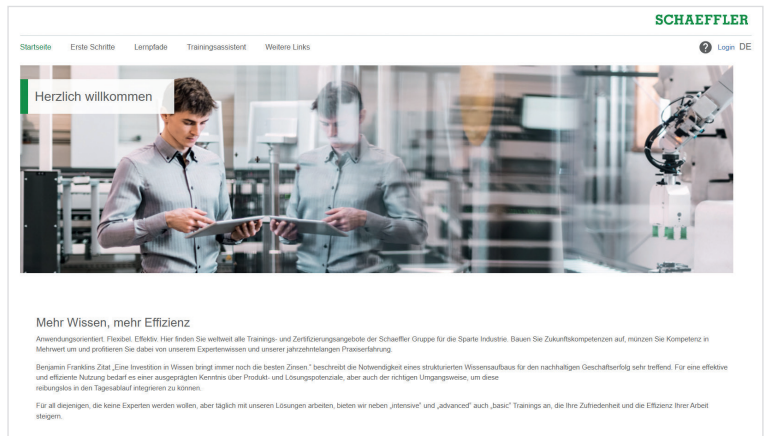 SCHAEFFLER
Startseite Erste Schritte Lernpfade Trainingsassistent Weitere Links ? Login DE
Herzlich willkommen
Mehr Wissen, mehr Effizienz
Anwendungsorientiert. Flexibel. Effektiv. Hier finden Sie weltweit alle Trainings- und Zertifizierungsangebote der Schaeffler Gruppe für die Sparte Industrie. Bauen Sie Zukunftskompetenzen auf, münzen Sie Kompetenz in
Mehrwert um und profitieren Sie dabei von unserem Expertenwissen und unserer jahrzehntelangen Praxiserfahrung.
Benjamin Franklins Zitat „Eine Investition in Wissen bringt immer noch die besten Zinsen." beschreibt die Notwendigkeit eines strukturierten Wissensaufbaus für den nachhaltigen Geschäftserfolg sehr treffend. Für eine effektive
und effiziente Nutzung bedarf es einer ausgeprägten Kenntnis über Produkt- und Lösungspotenziale, aber auch der richtigen Umgangsweise, um diese
reibungslos in den Tagesablauf integrieren zu können.
Für all diejenigen, die keine Experten werden wollen, aber täglich mit unseren Lösungen arbeiten, bieten wir neben „intensive" und „advanced" auch „basic" Trainings an, die Ihre Zufriedenheit und die Effizienz Ihrer Arbeit
steigern.